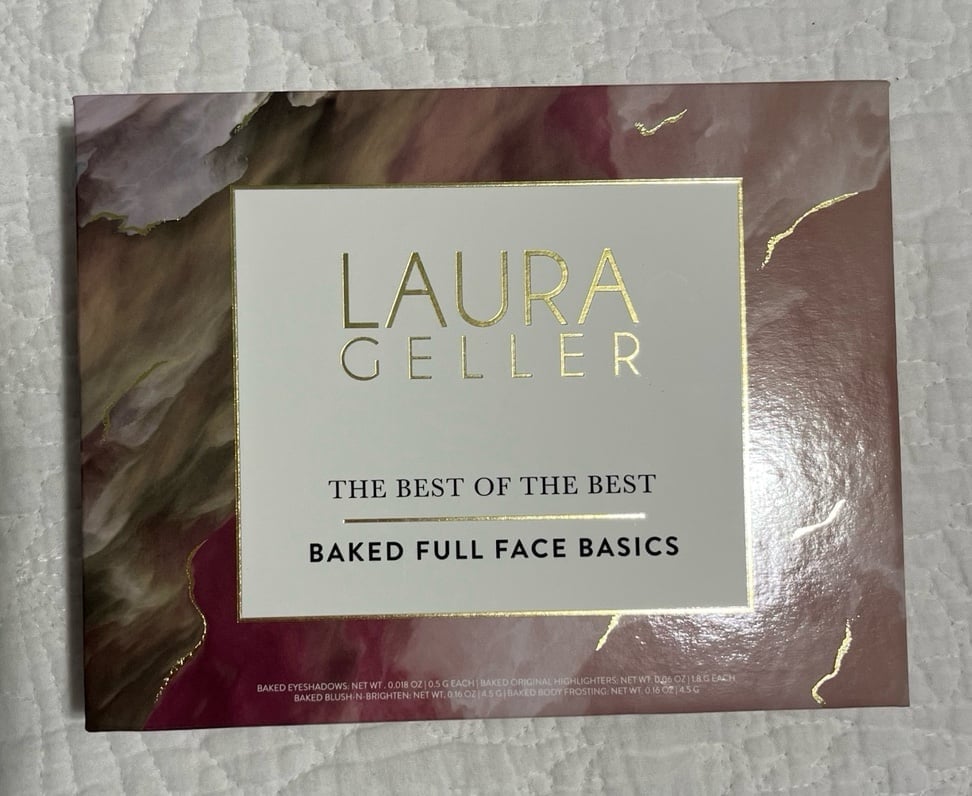 LAURA
GELLER
THE BEST OF THE BEST
BAKED FULL FACE BASICS
BAKED EYESHADOWS: NET WT. 0.018 OZ | 0.5 G EACH | BAKED ORIGINAL HIGHLIGHTERS: NET WT. 0.06 OZ | 1.8 G EACH
BAKED BLUSH-N-BRIGHTEN: NET WT. 0.16 OZ | 4.5 G | BAKED BODY FROSTING: NET WT. 0.16 OZ | 4.5 G